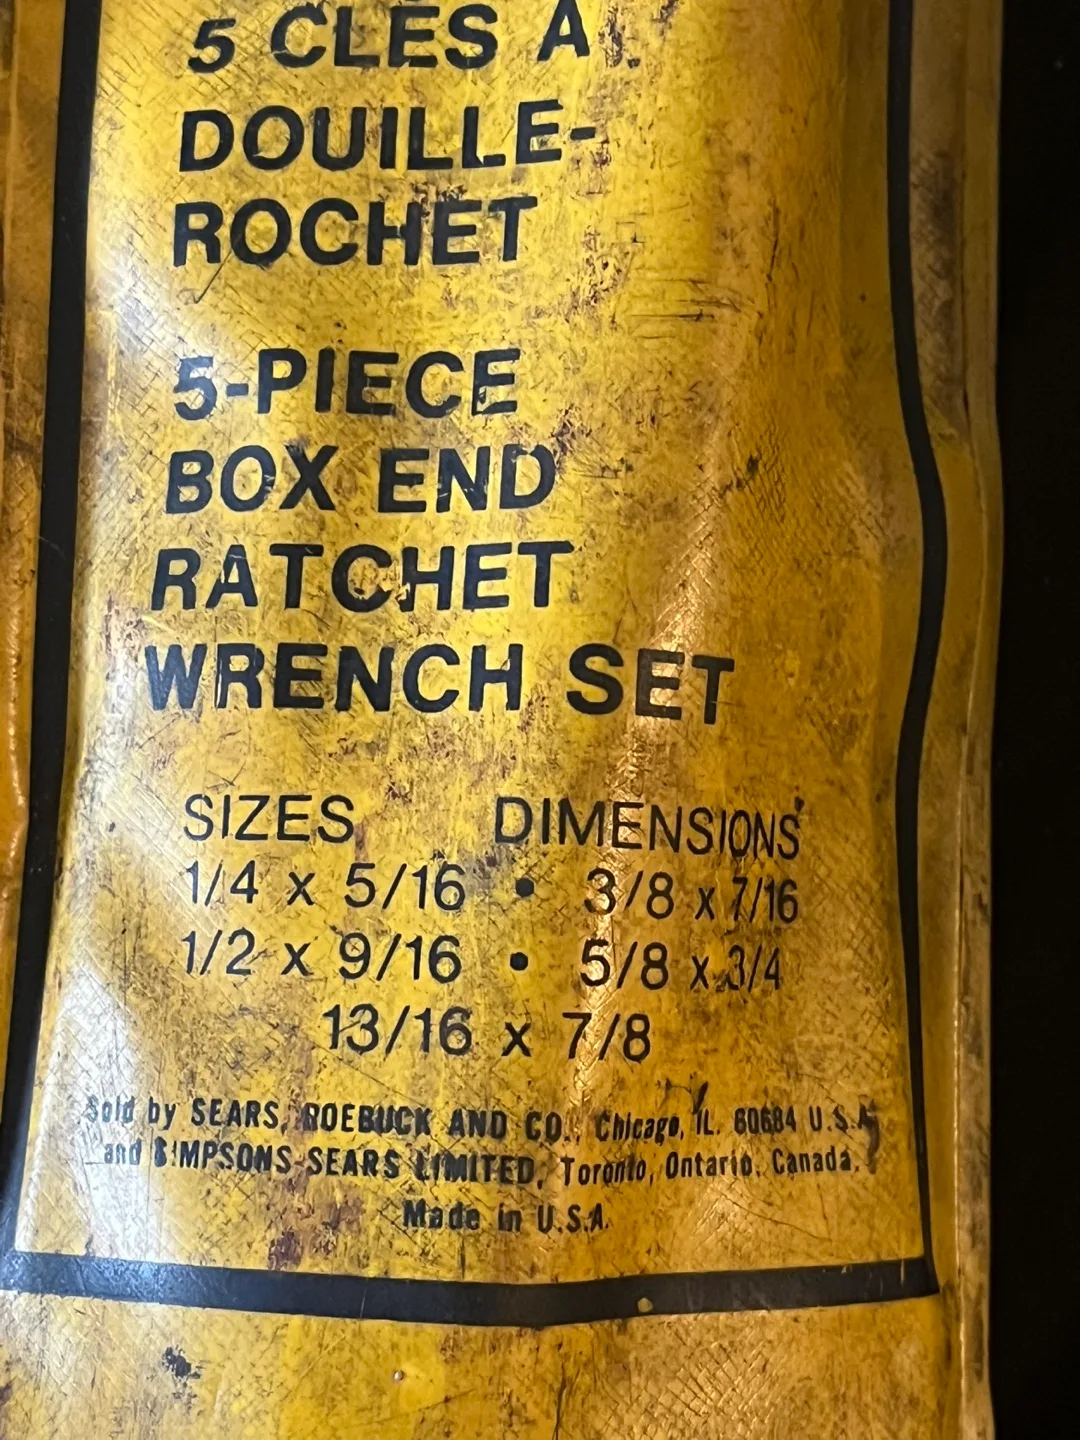 5 CLÉS À
DOUILLE-
ROCHET
5-PIECE
BOX END
RATCHET
WRENCH SET
SIZES DIMENSIONS
1/4 x 5/16 • 3/8 x 7/16
1/2 x 9/16 • 5/8 x 3/4
13/16 x 7/8
Sold by SEARS, ROEBUCK AND CO., Chicago, IL. 60684 U.S.A.
and SIMPSONS-SEARS LIMITED, Toronto, Ontario, Canada,
Made in U.S.A.